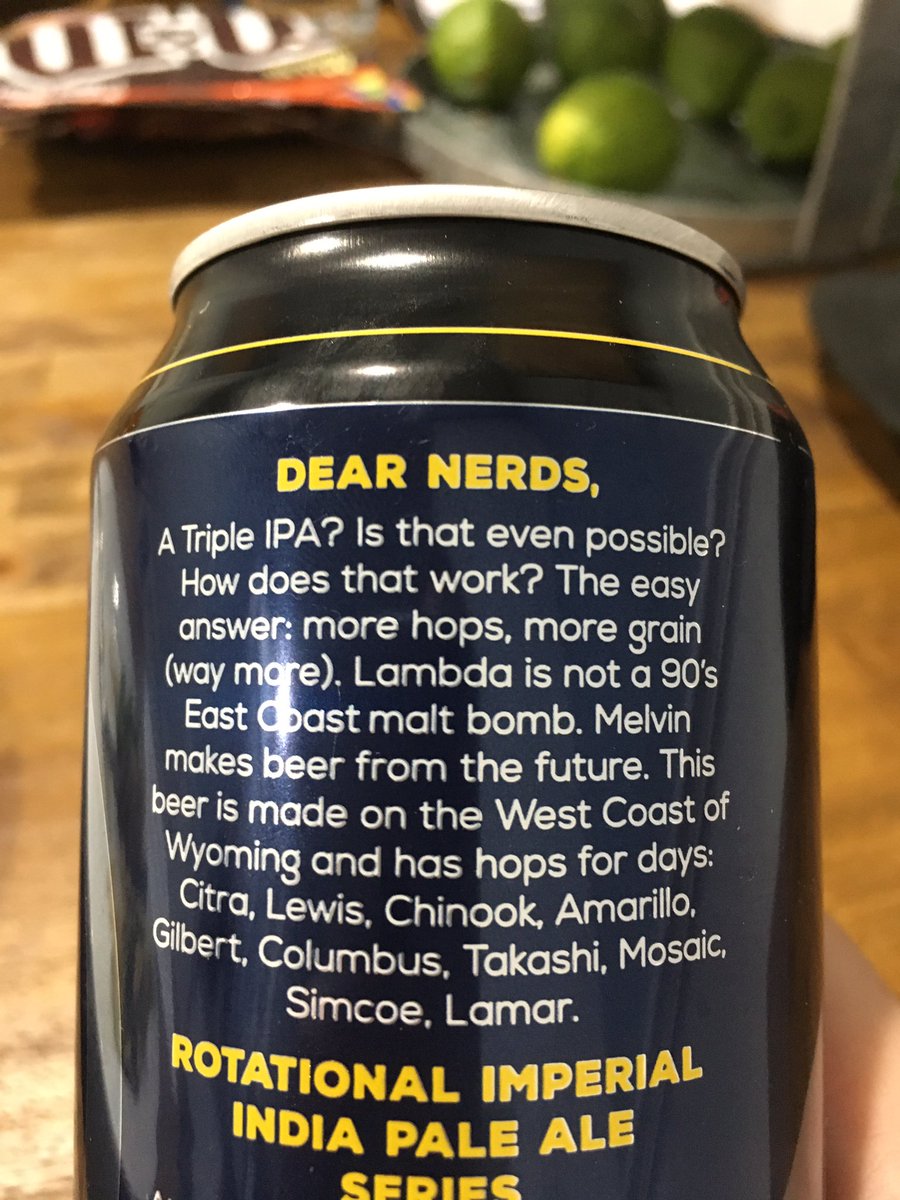 DEAR NERDS,
A Triple IPA? Is that even possible?
How does that work? The easy
answer: more hops, more grain
(way more). Lambda is not a 90's
East Coast malt bomb. Melvin
makes beer from the future. This
beer is made on the West Coast of
Wyoming and has hops for days:
Citra, Lewis, Chinook, Amarillo,
Gilbert, Columbus, Takashi, Mosaic,
Simcoe, Lamar.
ROTATIONAL IMPERIAL
INDIA PALE ALE
SERIES